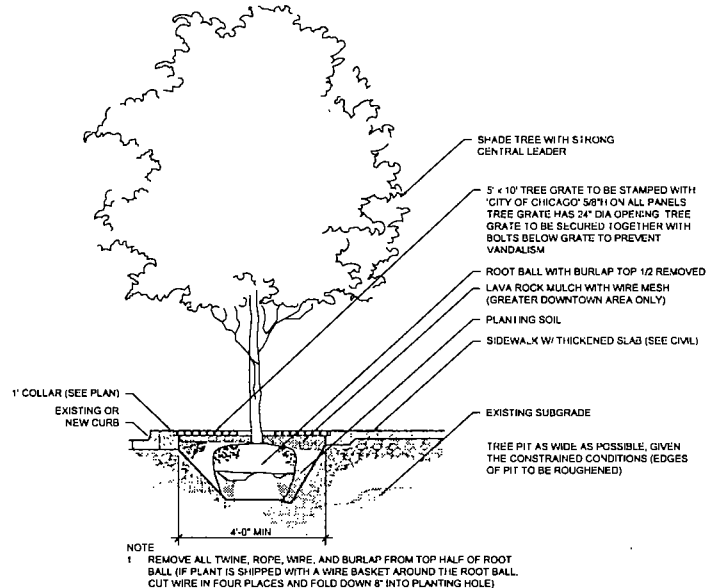 SHADE TREE WITH STRONG
CENTRAL LEADER
5' x 10' TREE GRATE TO BE STAMPED WITH
'CITY OF CHICAGO' 5/8"H ON ALL PANELS
TREE GRATE HAS 24" DIA OPENING TREE
GRATE TO BE SECURED TOGETHER WITH
BOLTS BELOW GRATE TO PREVENT
VANDALISM
ROOT BALL WITH BURLAP TOP 1/2 REMOVED
LAVA ROCK MULCH WITH WIRE MESH
(GREATER DOWNTOWN AREA ONLY)
PLANTING SOIL
SIDEWALK W/ THICKENED SLAB (SEE CIVIL)
1' COLLAR (SEE PLAN)
EXISTING OR
NEW CURB
EXISTING SUBGRADE
TREE PIT AS WIDE AS POSSIBLE, GIVEN
THE CONSTRAINED CONDITIONS (EDGES
OF PIT TO BE ROUGHENED)
4'-0" MIN
NOTE
1 REMOVE ALL TWINE, ROPE, WIRE, AND BURLAP FROM TOP HALF OF ROOT
BALL (IF PLANT IS SHIPPED WITH A WIRE BASKET AROUND THE ROOT BALL,
CUT WIRE IN FOUR PLACES AND FOLD DOWN 8" INTO PLANTING HOLE)